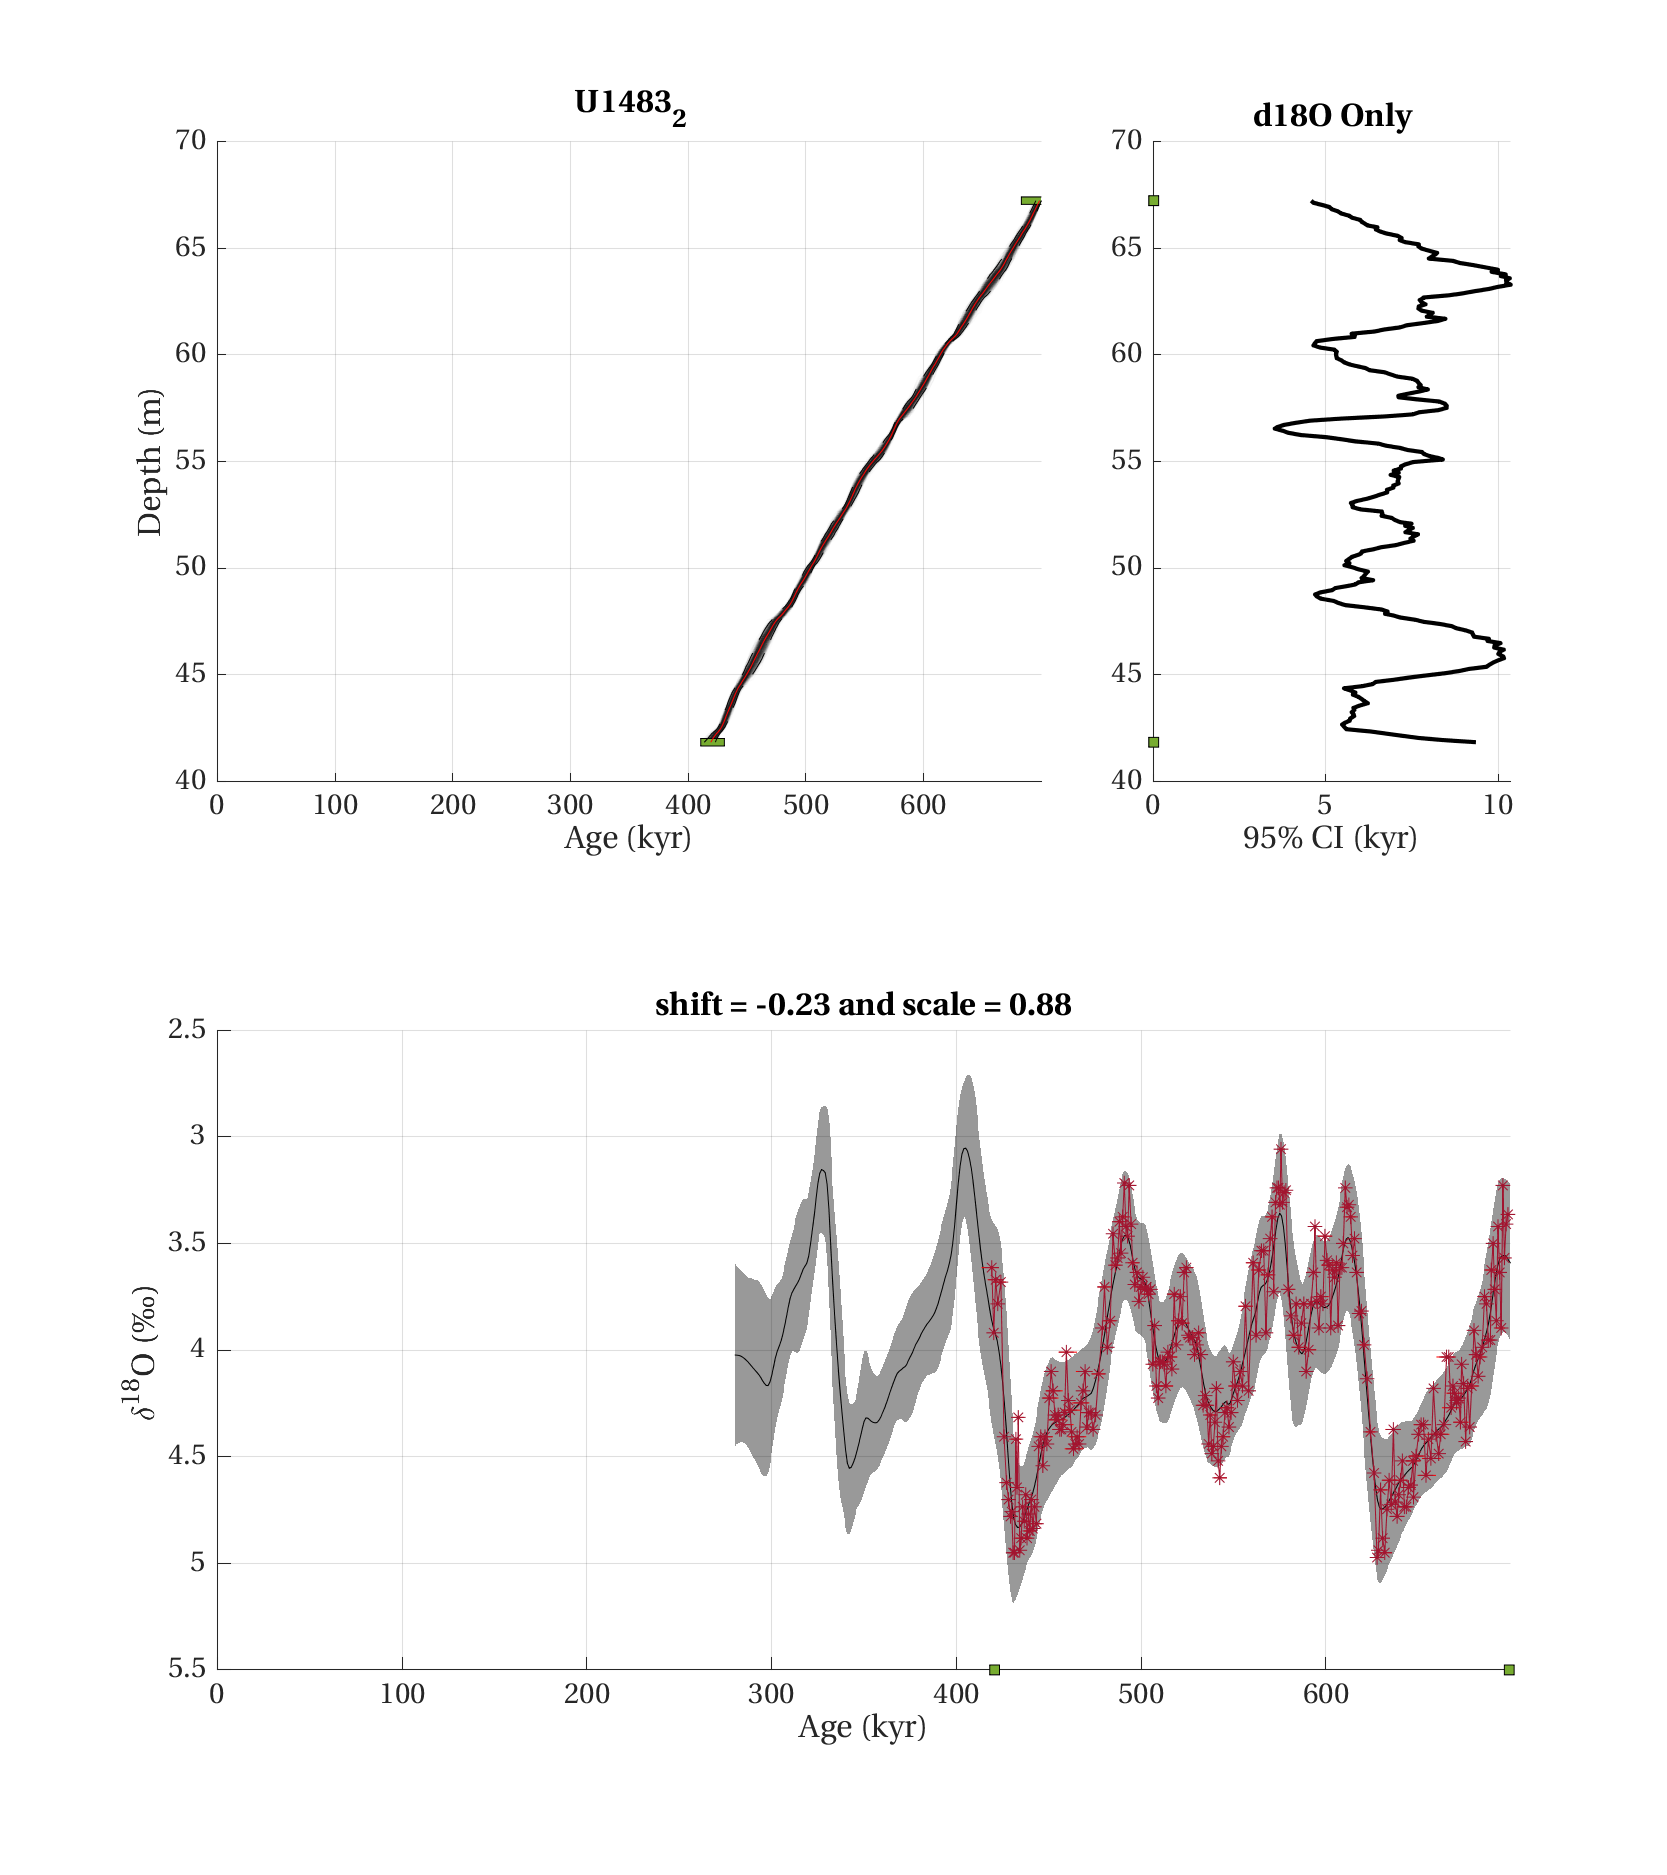 U1483₂
70
65
60
55
50
45
40
Depth (m)
0 100 200 300 400 500 600
Age (kyr)
d18O Only
70
65
60
55
50
45
40
0 5 10
95% CI (kyr)
shift = -0.23 and scale = 0.88
2.5
3
3.5
4
4.5
5
5.5
δ¹⁸O (‰)
0 100 200 300 400 500 600
Age (kyr)